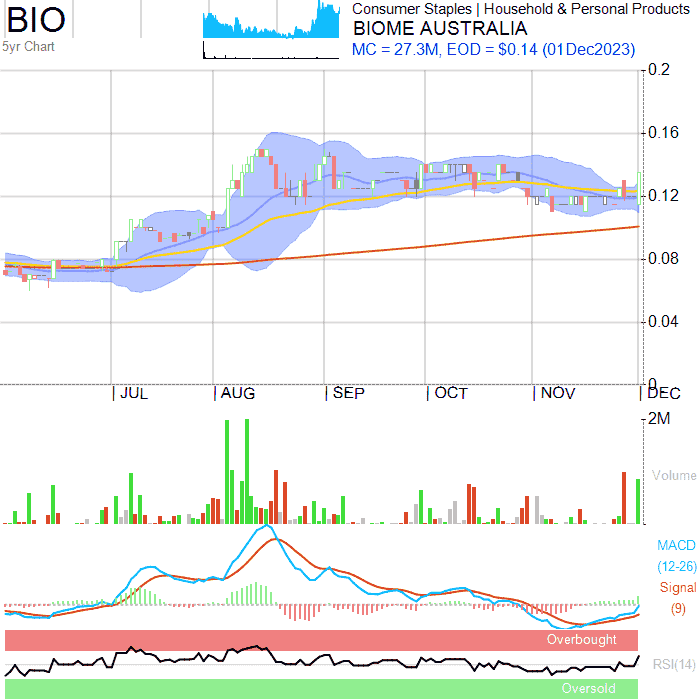 BIO
5yr Chart
Consumer Staples | Household & Personal Products
BIOME AUSTRALIA
MC = 27.3M, EOD = $0.14 (01Dec2023)
0.2
0.16
0.12
0.08
0.04
0
JUL AUG SEP OCT NOV DEC
2M
Volume
MACD
(12-26)
Signal
(9)
Overbought
RSI(14)
Oversold